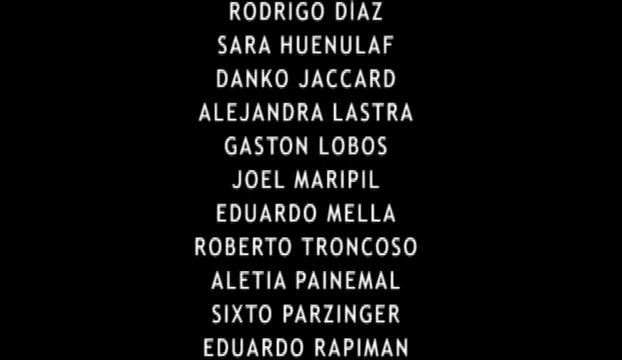 RODRIGO DÍAZ
SARA HUENULAF
DANKO JACCARD
ALEJANDRA LASTRA
GASTON LOBOS
JOEL MARIPIL
EDUARDO MELLA
ROBERTO TRONCOSO
ALETIA PAINEMAL
SIXTO PARZINGER
EDUARDO RAPIMAN